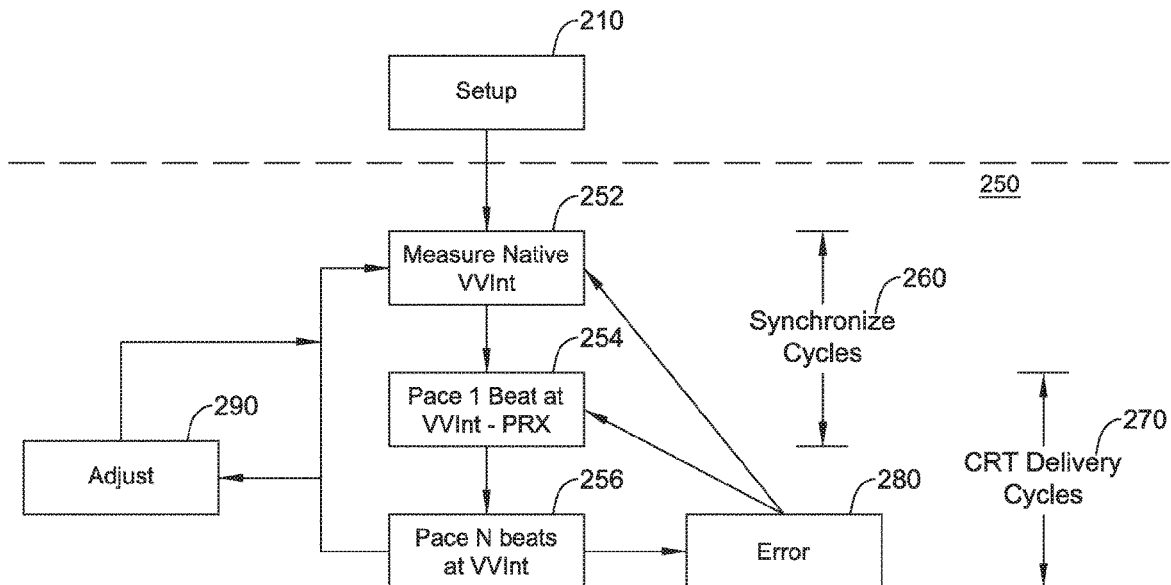 210
Setup
250
252
Measure Native
VVInt
260
Synchronize
Cycles
254
Pace 1 Beat at
VVInt - PRX
290
Adjust
270
CRT Delivery
Cycles
256
Pace N beats
at VVInt
280
Error